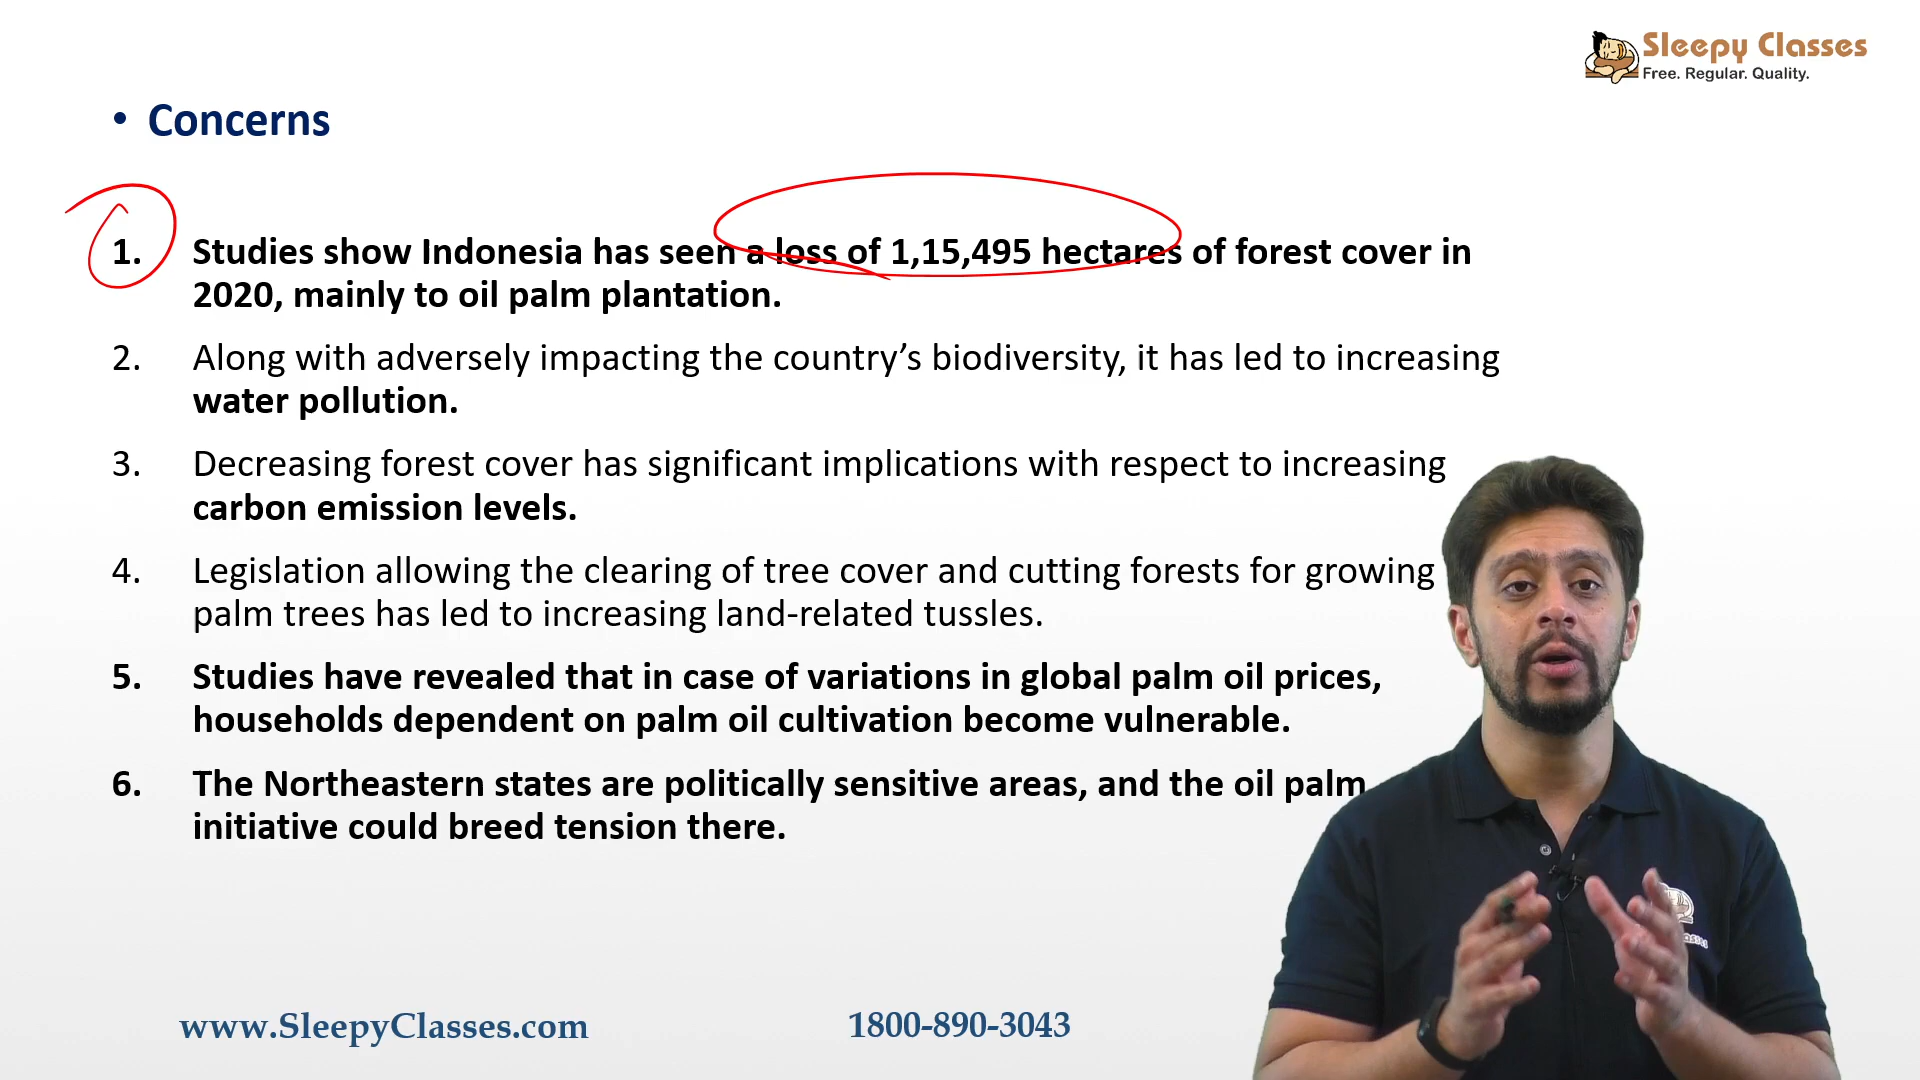 Sleepy Classes
Free. Regular. Quality.
• Concerns
1. Studies show Indonesia has seen a loss of 1,15,495 hectares of forest cover in
2020, mainly to oil palm plantation.
2. Along with adversely impacting the country’s biodiversity, it has led to increasing
water pollution.
3. Decreasing forest cover has significant implications with respect to increasing
carbon emission levels.
4. Legislation allowing the clearing of tree cover and cutting forests for growing
palm trees has led to increasing land-related tussles.
5. Studies have revealed that in case of variations in global palm oil prices,
households dependent on palm oil cultivation become vulnerable.
6. The Northeastern states are politically sensitive areas, and the oil palm
initiative could breed tension there.
www.SleepyClasses.com
1800-890-3043